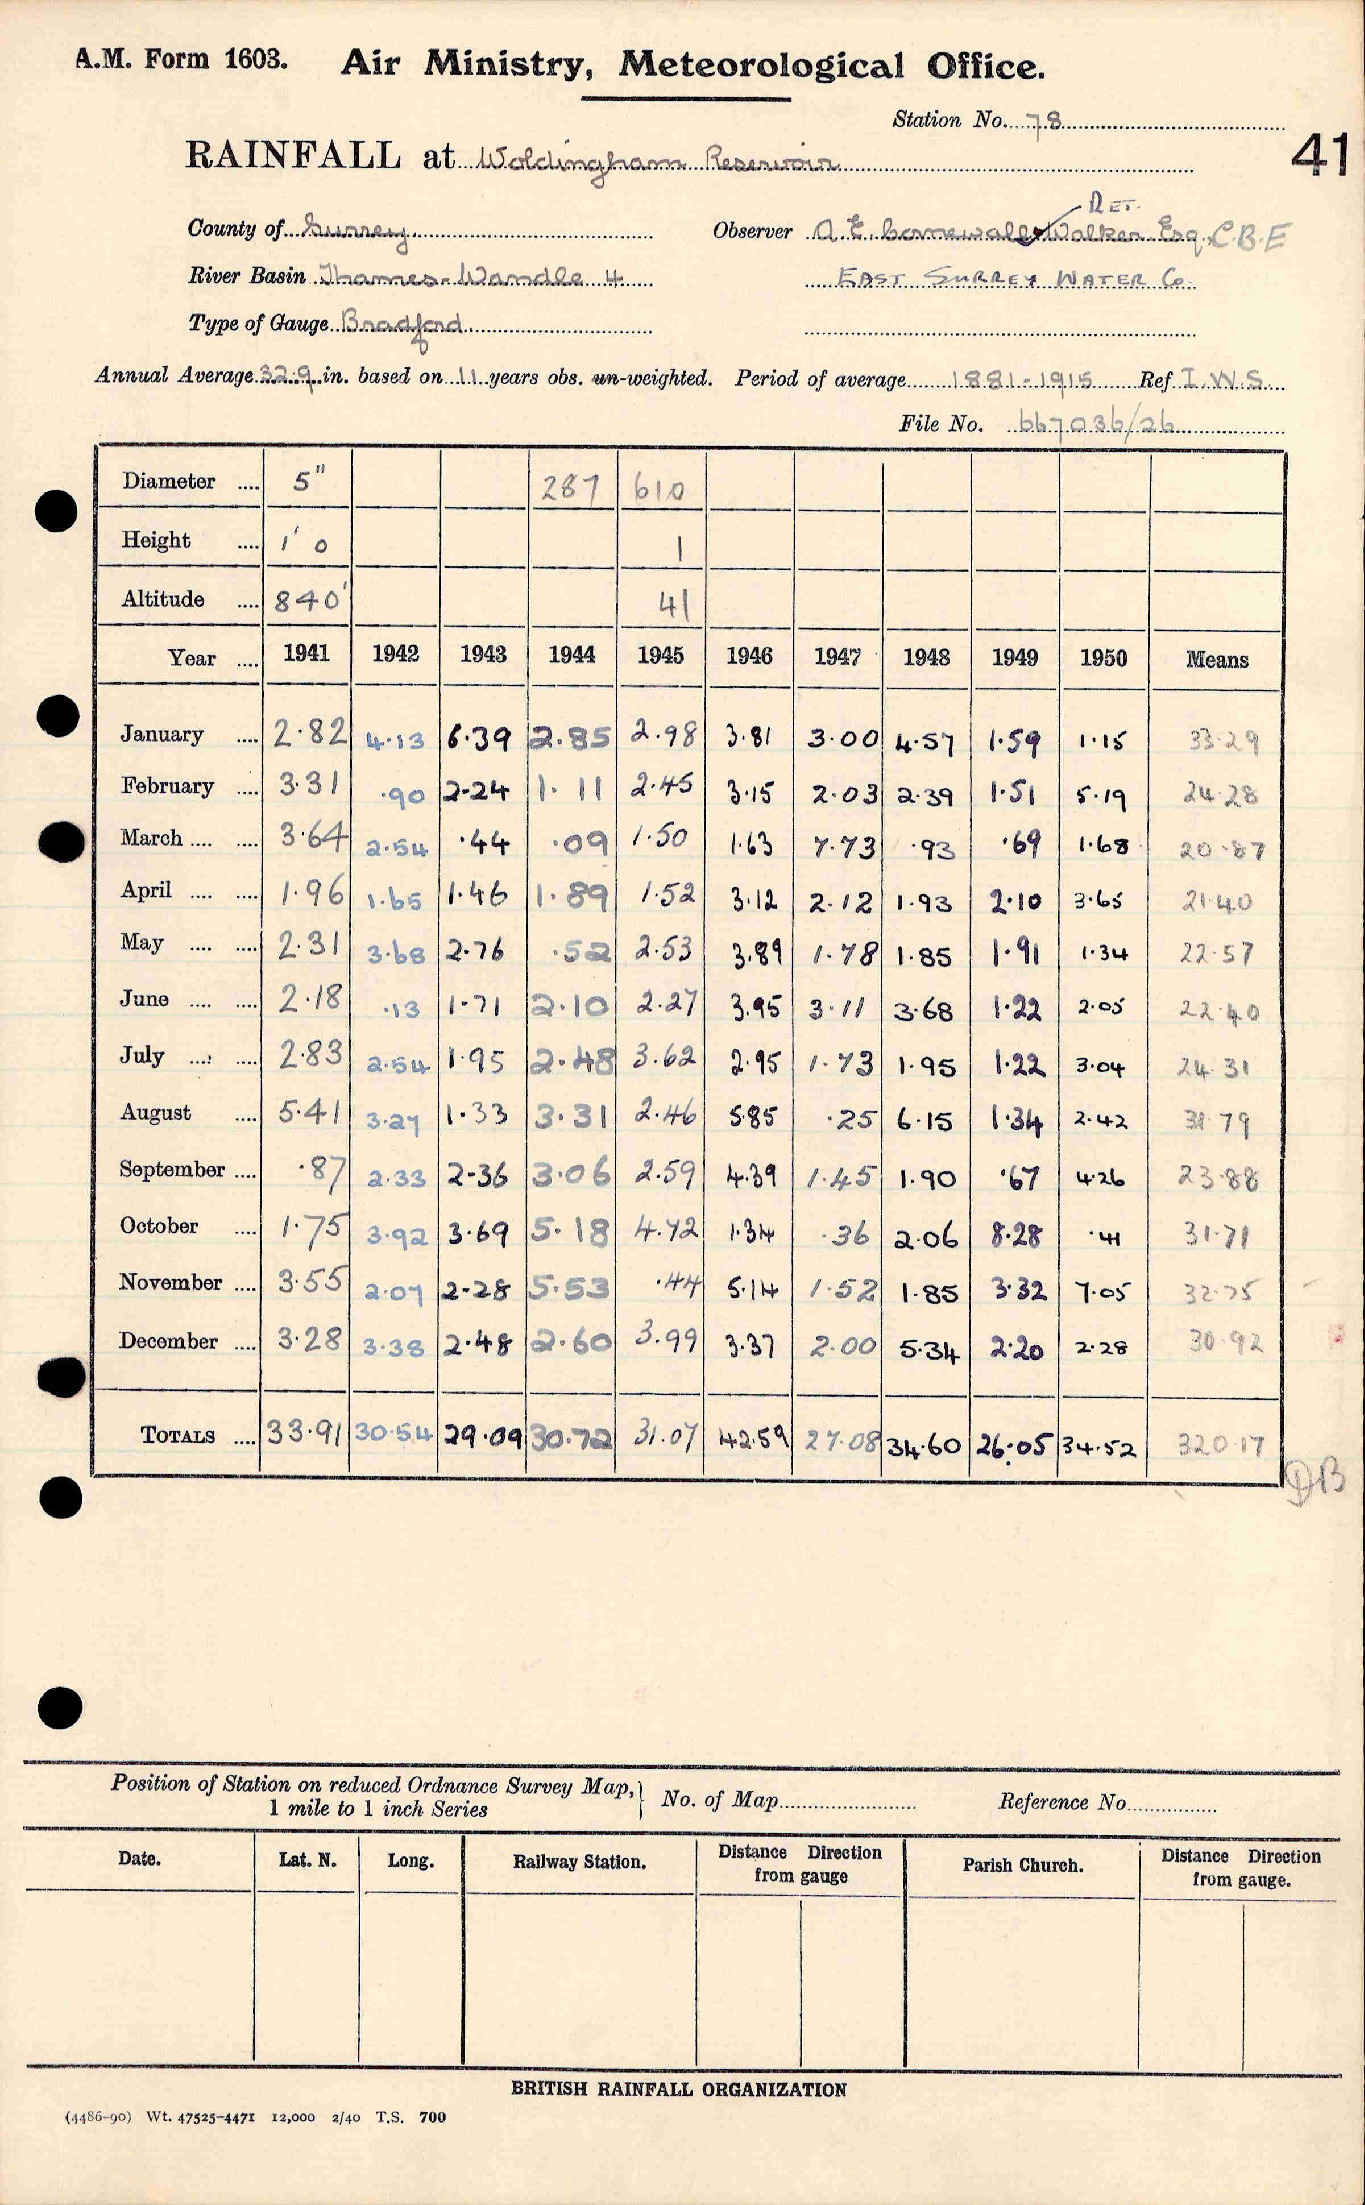 A.M. Form 1603. Air Ministry, Meteorological Office.
Station No. 78
41
RAINFALL at Woldingham Reservoir
RET.
County of Surrey Observer A.E. Cornewall-Walker Esq. C.B.E
River Basin Thames-Wandle 4 EAST SURREY WATER Co.
Type of Gauge Bradford
Annual Average 32.9 in. based on 11 years obs. un-weighted. Period of average 1881-1915 Ref I.W.S.
File No. 667036/26
Diameter .... 5" 287 610
Height .... 1' 0 1
Altitude .... 840' 41
Year .... 1941 1942 1943 1944 1945 1946 1947 1948 1949 1950 Means
January .... 2.82 4.13 6.39 2.85 2.98 3.81 3.00 4.57 1.59 1.15 33.29
February .... 3.31 .90 2.24 1.11 2.45 3.15 2.03 2.39 1.51 5.19 24.28
March .... .... 3.64 2.54 .44 .09 1.50 1.63 7.73 .93 .69 1.68 20.87
April .... .... 1.96 1.65 1.46 1.89 1.52 3.12 2.12 1.93 2.10 3.65 21.40
May .... .... 2.31 3.68 2.76 .52 2.53 3.89 1.78 1.85 1.91 1.34 22.57
June .... .... 2.18 .13 1.71 2.10 2.27 3.95 3.11 3.68 1.22 2.05 22.40
July .... .... 2.83 2.54 1.95 2.48 3.62 2.95 1.73 1.95 1.22 3.04 24.31
August .... 5.41 3.27 1.33 3.31 2.46 5.85 .25 6.15 1.34 2.42 31.79
September .... .87 2.33 2.36 3.06 2.59 4.39 1.45 1.90 .67 4.26 23.88
October .... 1.75 3.92 3.69 5.18 4.72 1.34 .36 2.06 8.28 .41 31.71
November .... 3.55 2.07 2.28 5.53 .44 5.14 1.52 1.85 3.32 7.05 32.75
December .... 3.28 3.38 2.48 2.60 3.99 3.37 2.00 5.34 2.20 2.28 30.92
TOTALS .... 33.91 30.54 29.09 30.72 31.07 42.59 27.08 34.60 26.05 34.52 320.17
DB
Position of Station on reduced Ordnance Survey Map,} No. of Map Reference No.
1 mile to 1 inch Series
Date. Lat. N. Long. Railway Station. Distance Direction from gauge Parish Church. Distance Direction from gauge.
BRITISH RAINFALL ORGANIZATION
(4486-90) Wt. 47525-4471 12,000 2/40 T.S. 700